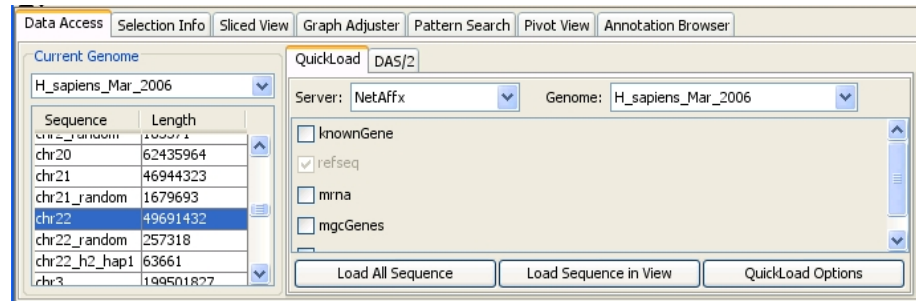 Data Access Selection Info Sliced View Graph Adjuster Pattern Search Pivot View Annotation Browser
Current Genome
H_sapiens_Mar_2006
Sequence Length
chr20 62435964
chr21 46944323
chr21_random 1679693
chr22 49691432
chr22_random 257318
chr22_h2_hap1 63661
chr3 199501827
QuickLoad DAS/2
Server: NetAffx Genome: H_sapiens_Mar_2006
knownGene
refseq
mrna
mgcGenes
Load All Sequence Load Sequence in View QuickLoad Options